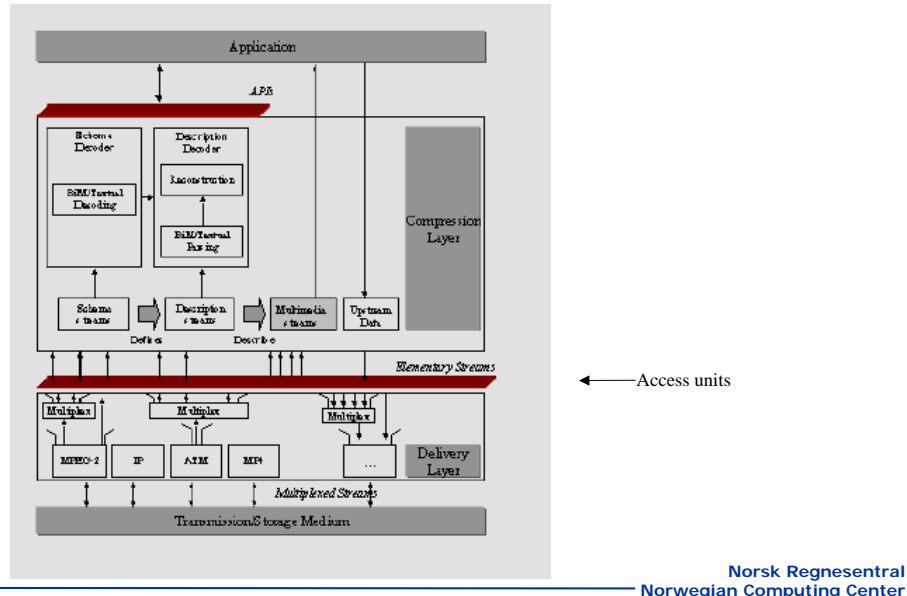 Application
API
Schema
Decoder
Description
Decoder
Reconstruction
BiM/Textual
Decoding
BiM/Textual
Parsing
Compression
Layer
Schema
streams
Description
streams
Multimedia
streams
Upstream
Data
Defines
Describe
Elementary Streams
Access units
Multiplex
Multiplex
Multiplex
MPEG-2
IP
ATM
MP4
...
Delivery
Layer
Multiplexed Streams
Transmission/Storage Medium
Norsk Regnesentral
Norwegian Computing Center